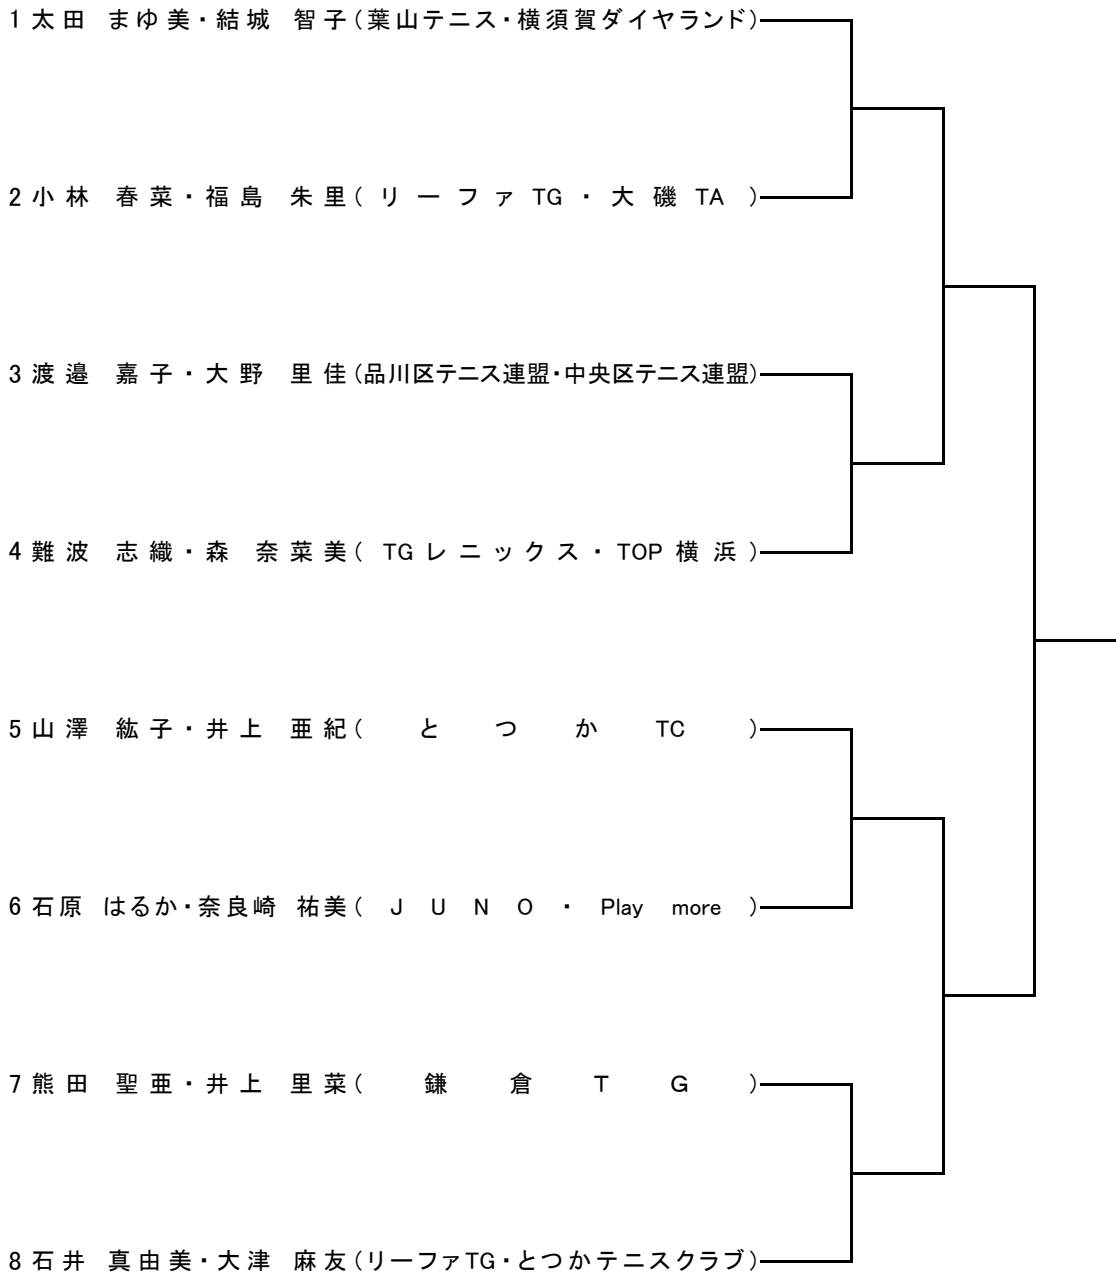 1 太田 まゆ美・結城 智子(葉山テニス・横須賀ダイヤランド)
2 小林 春菜・福島 朱里(リーファTG・大磯TA)
3 渡邉 嘉子・大野 里佳(品川区テニス連盟・中央区テニス連盟)
4 難波 志織・森 奈菜美(TGレニックス・TOP横浜)
5 山澤 紘子・井上 亜紀(とつかTC)
6 石原 はるか・奈良崎 祐美(JUNO・Play more)
7 熊田 聖亜・井上 里菜(鎌倉TG)
8 石井 真由美・大津 麻友(リーファTG・とつかテニスクラブ)